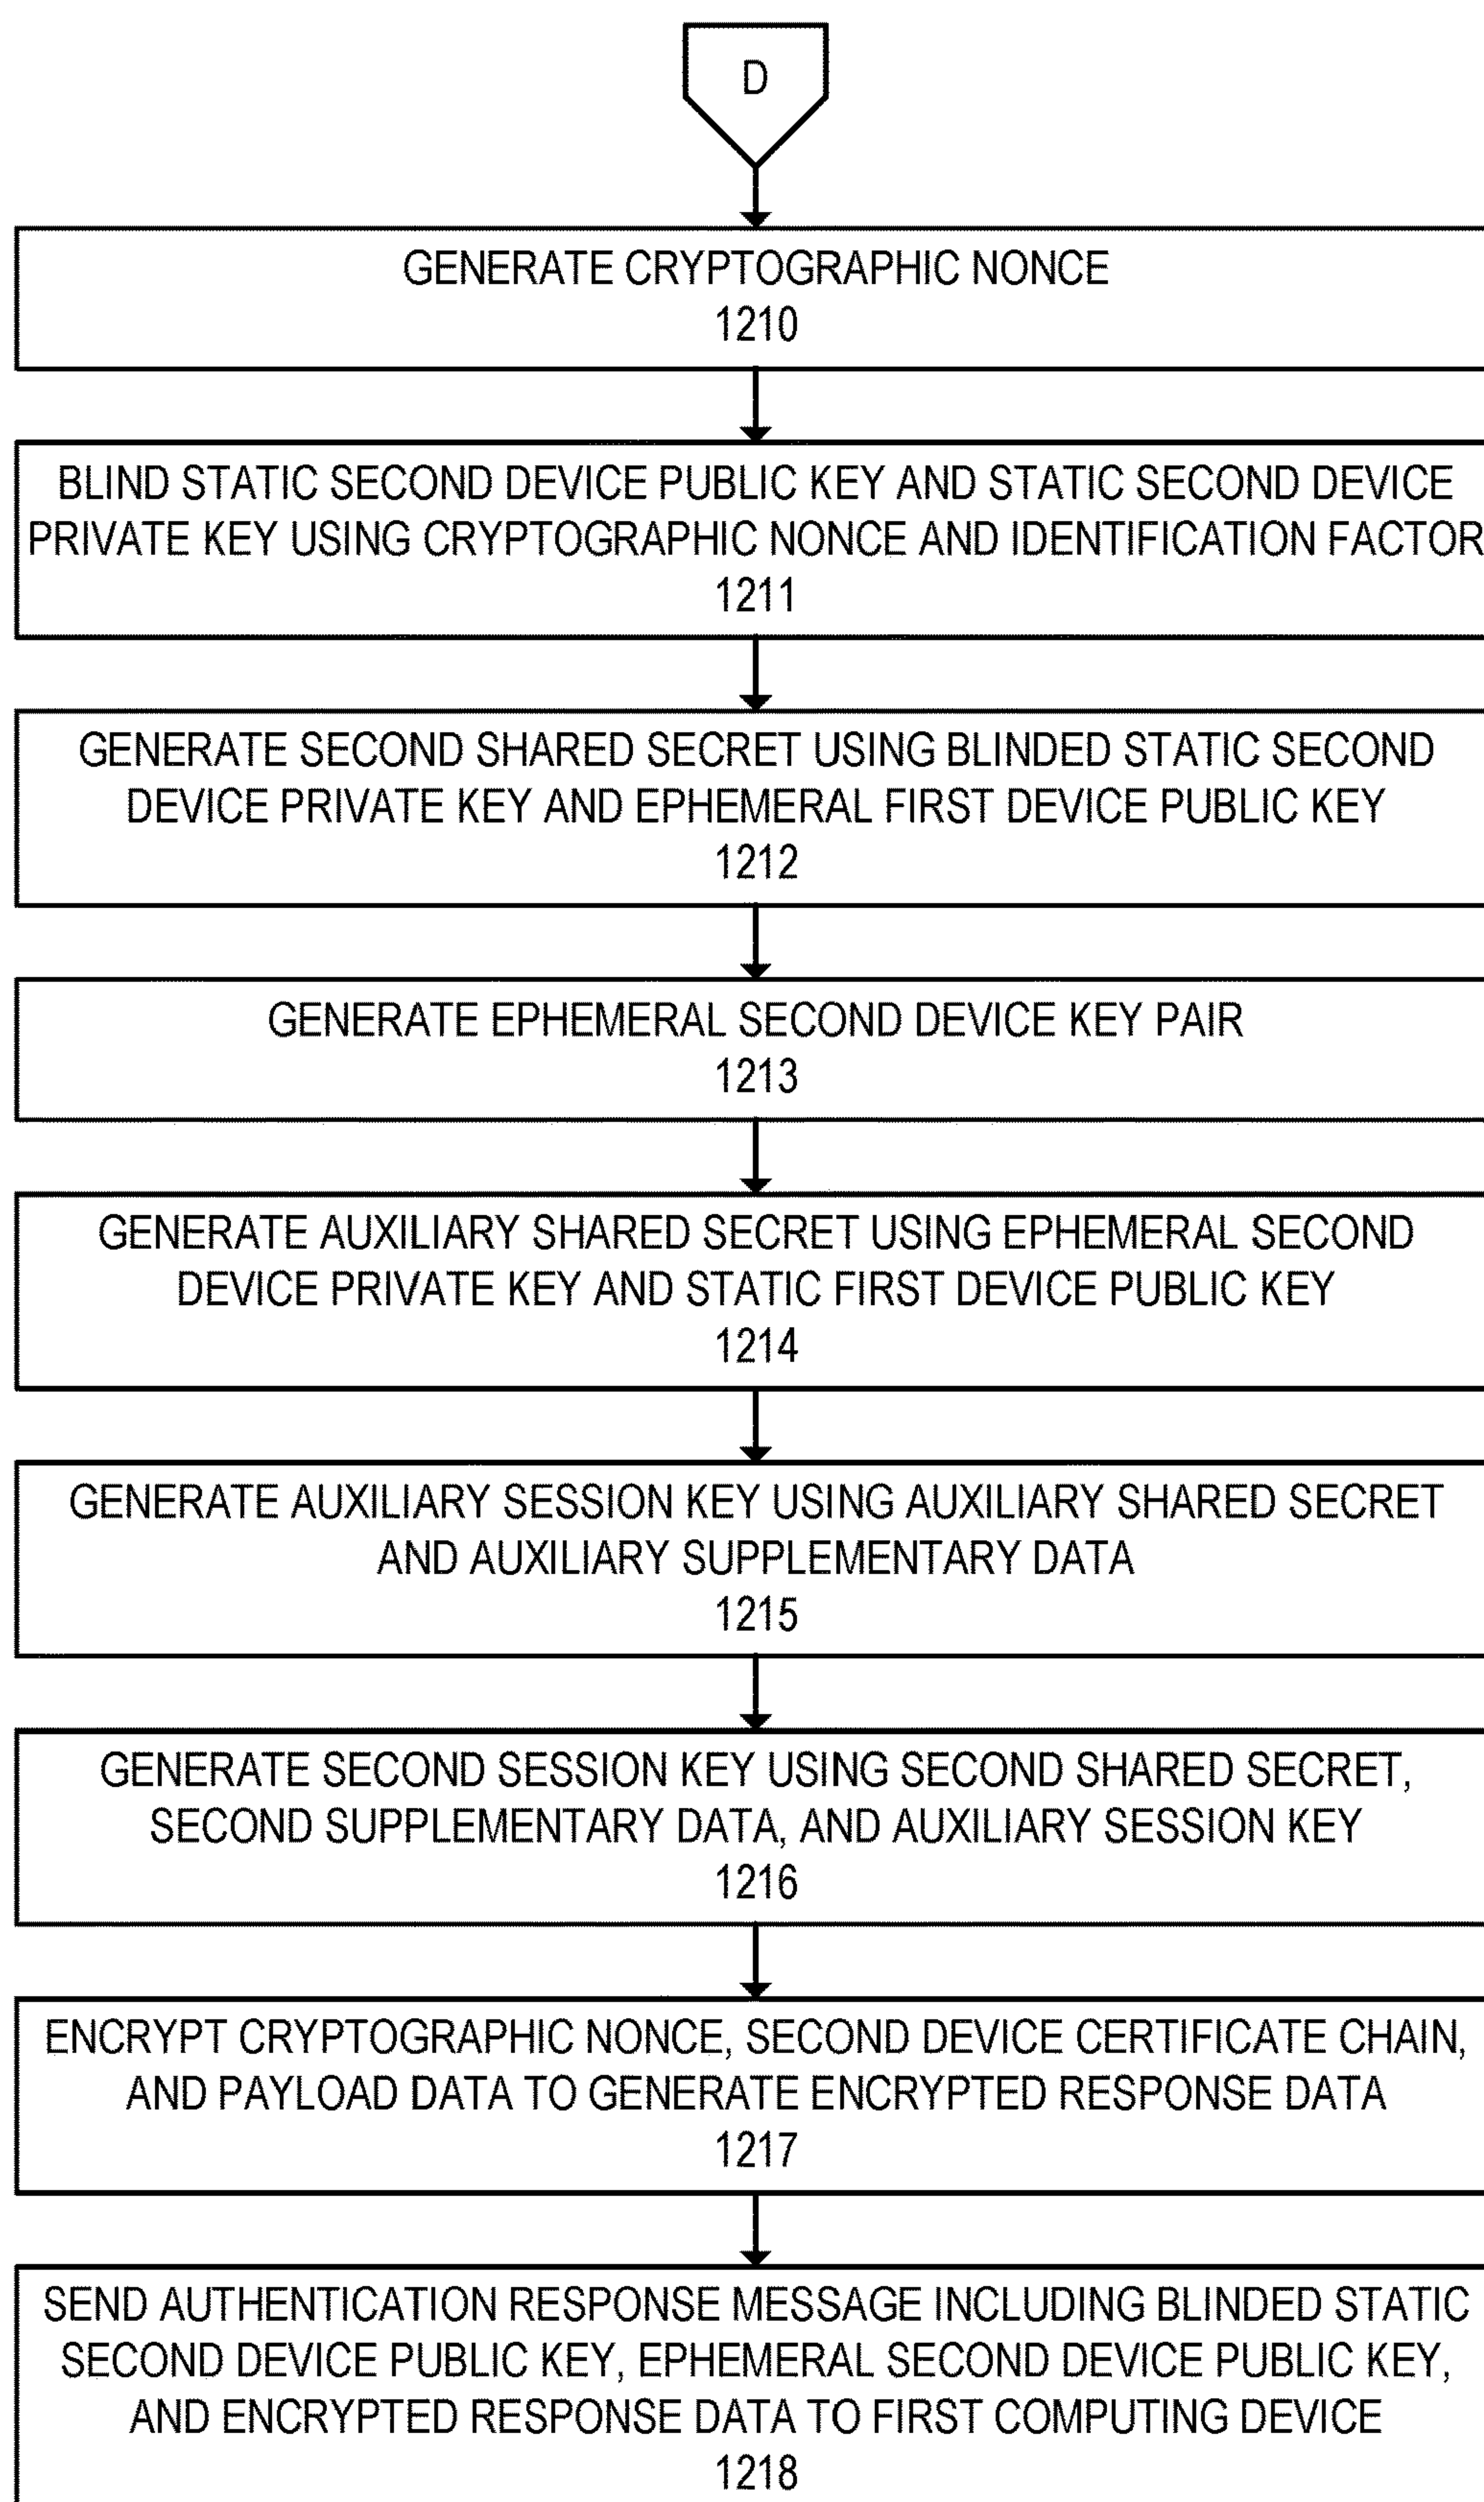 D
GENERATE CRYPTOGRAPHIC NONCE
1210
BLIND STATIC SECOND DEVICE PUBLIC KEY AND STATIC SECOND DEVICE
PRIVATE KEY USING CRYPTOGRAPHIC NONCE AND IDENTIFICATION FACTOR
1211
GENERATE SECOND SHARED SECRET USING BLINDED STATIC SECOND
DEVICE PRIVATE KEY AND EPHEMERAL FIRST DEVICE PUBLIC KEY
1212
GENERATE EPHEMERAL SECOND DEVICE KEY PAIR
1213
GENERATE AUXILIARY SHARED SECRET USING EPHEMERAL SECOND
DEVICE PRIVATE KEY AND STATIC FIRST DEVICE PUBLIC KEY
1214
GENERATE AUXILIARY SESSION KEY USING AUXILIARY SHARED SECRET
AND AUXILIARY SUPPLEMENTARY DATA
1215
GENERATE SECOND SESSION KEY USING SECOND SHARED SECRET,
SECOND SUPPLEMENTARY DATA, AND AUXILIARY SESSION KEY
1216
ENCRYPT CRYPTOGRAPHIC NONCE, SECOND DEVICE CERTIFICATE CHAIN,
AND PAYLOAD DATA TO GENERATE ENCRYPTED RESPONSE DATA
1217
SEND AUTHENTICATION RESPONSE MESSAGE INCLUDING BLINDED STATIC
SECOND DEVICE PUBLIC KEY, EPHEMERAL SECOND DEVICE PUBLIC KEY,
AND ENCRYPTED RESPONSE DATA TO FIRST COMPUTING DEVICE
1218